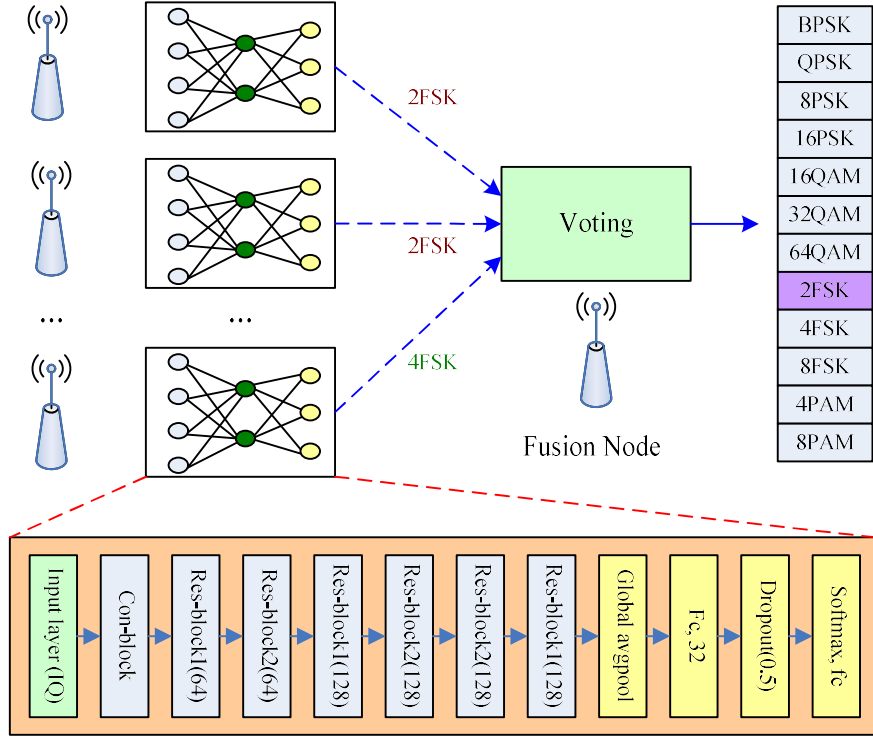 2FSK
2FSK
4FSK
...
...
Voting
Fusion Node
BPSK
QPSK
8PSK
16PSK
16QAM
32QAM
64QAM
2FSK
4FSK
8FSK
4PAM
8PAM
Input layer (IQ)
Con-block
Res-block1(64)
Res-block2(64)
Res-block1(128)
Res-block2(128)
Res-block2(128)
Res-block1(128)
Global avgpool
Fc, 32
Dropout(0.5)
Softmax, fc